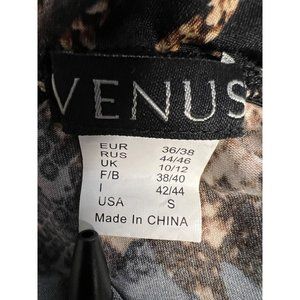 VENUS
EUR 36/38
RUS 44/46
UK 10/12
F/B 38/40
I 42/44
USA S
Made In CHINA